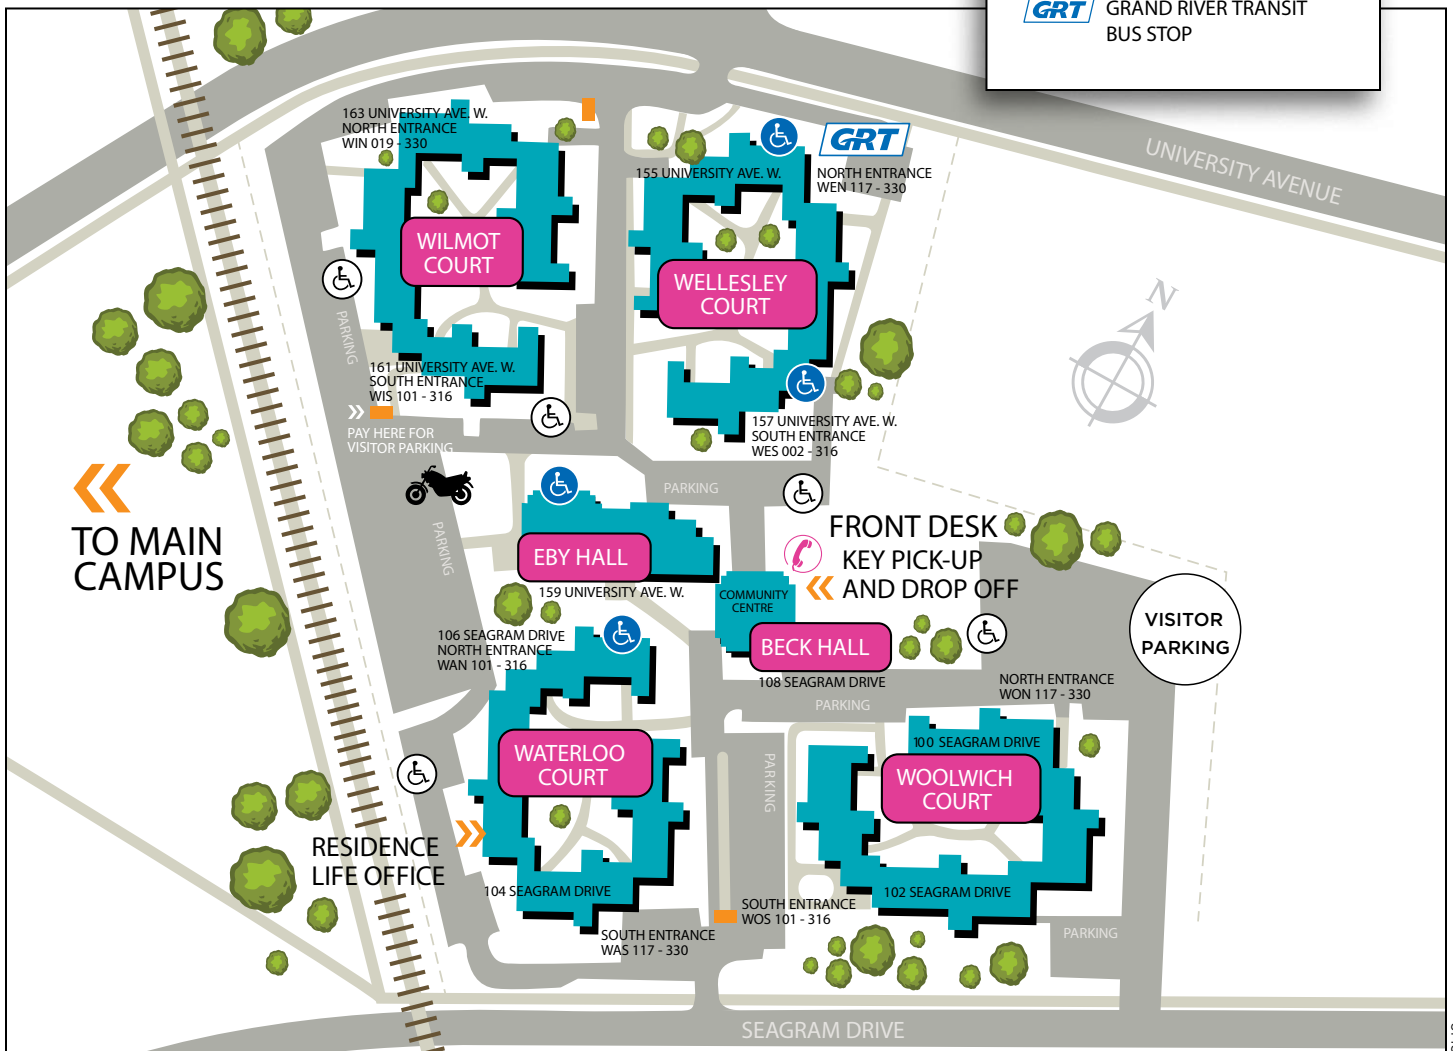 GRT
GRAND RIVER TRANSIT
BUS STOP
UNIVERSITY AVENUE
163 UNIVERSITY AVE. W.
NORTH ENTRANCE
WIN 019 - 330
GRT
155 UNIVERSITY AVE. W.
NORTH ENTRANCE
WEN 117 - 330
WILMOT
COURT
WELLESLEY
COURT
N
PARKING
161 UNIVERSITY AVE. W.
SOUTH ENTRANCE
WIS 101 - 316
PAY HERE FOR
VISITOR PARKING
157 UNIVERSITY AVE. W.
SOUTH ENTRANCE
WES 002 - 316
PARKING
TO MAIN
CAMPUS
PARKING
EBY HALL
159 UNIVERSITY AVE. W.
FRONT DESK
KEY PICK-UP
AND DROP OFF
COMMUNITY
CENTRE
VISITOR
PARKING
BECK HALL
108 SEAGRAM DRIVE
106 SEAGRAM DRIVE
NORTH ENTRANCE
WAN 101 - 316
NORTH ENTRANCE
WON 117 - 330
PARKING
WATERLOO
COURT
PARKING
100 SEAGRAM DRIVE
WOOLWICH
COURT
RESIDENCE
LIFE OFFICE
104 SEAGRAM DRIVE
102 SEAGRAM DRIVE
SOUTH ENTRANCE
WOS 101 - 316
SOUTH ENTRANCE
WAS 117 - 330
PARKING
SEAGRAM DRIVE